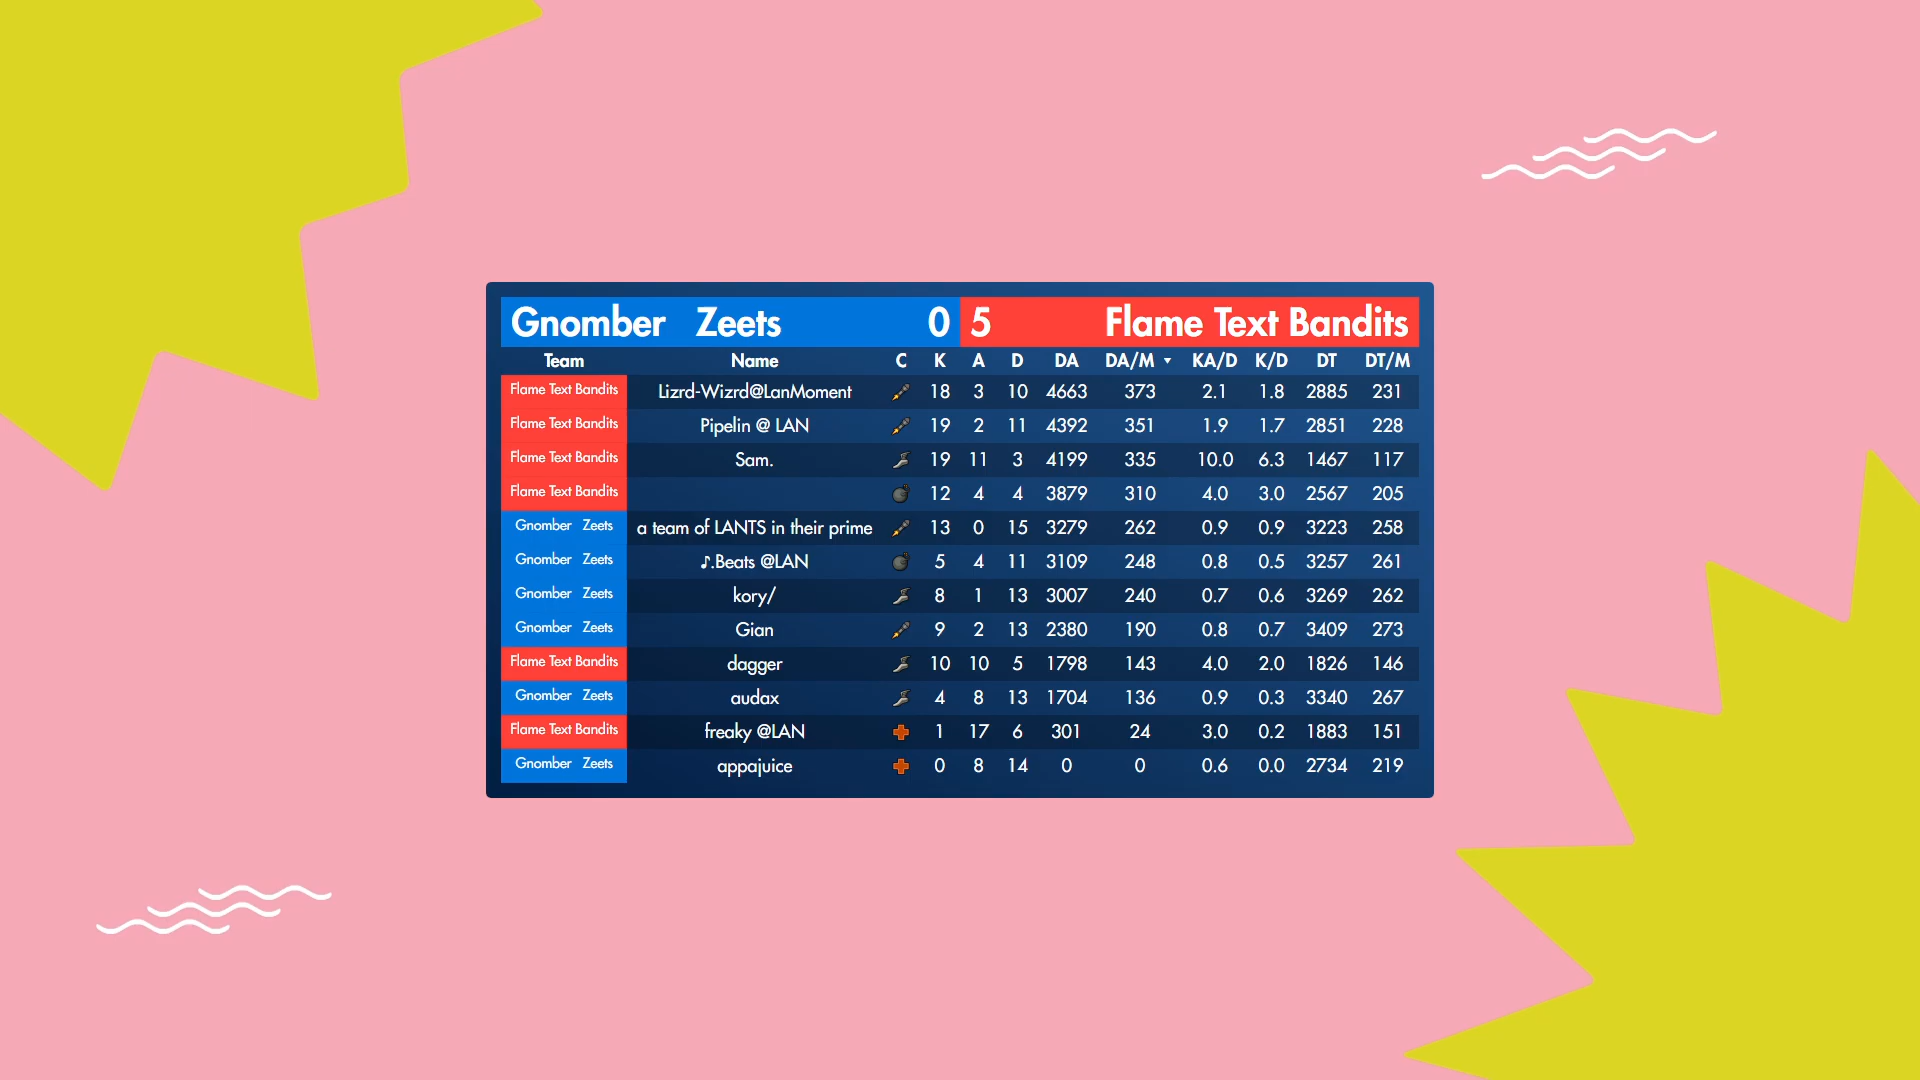 Gnomber Zeets 0 5 Flame Text Bandits
Team Name C K A D DA DA/M KA/D K/D DT DT/M
Flame Text Bandits Lizrd-Wizrd@LanMoment 18 3 10 4663 373 2.1 1.8 2885 231
Flame Text Bandits Pipelin @ LAN 19 2 11 4392 351 1.9 1.7 2851 228
Flame Text Bandits Sam. 19 11 3 4199 335 10.0 6.3 1467 117
Flame Text Bandits 12 4 4 3879 310 4.0 3.0 2567 205
Gnomber Zeets a team of LANTS in their prime 13 0 15 3279 262 0.9 0.9 3223 258
Gnomber Zeets ♪.Beats @LAN 5 4 11 3109 248 0.8 0.5 3257 261
Gnomber Zeets kory/ 8 1 13 3007 240 0.7 0.6 3269 262
Gnomber Zeets Gian 9 2 13 2380 190 0.8 0.7 3409 273
Flame Text Bandits dagger 10 10 5 1798 143 4.0 2.0 1826 146
Gnomber Zeets audax 4 8 13 1704 136 0.9 0.3 3340 267
Flame Text Bandits freaky @LAN 1 17 6 301 24 3.0 0.2 1883 151
Gnomber Zeets appajuice 0 8 14 0 0 0.6 0.0 2734 219